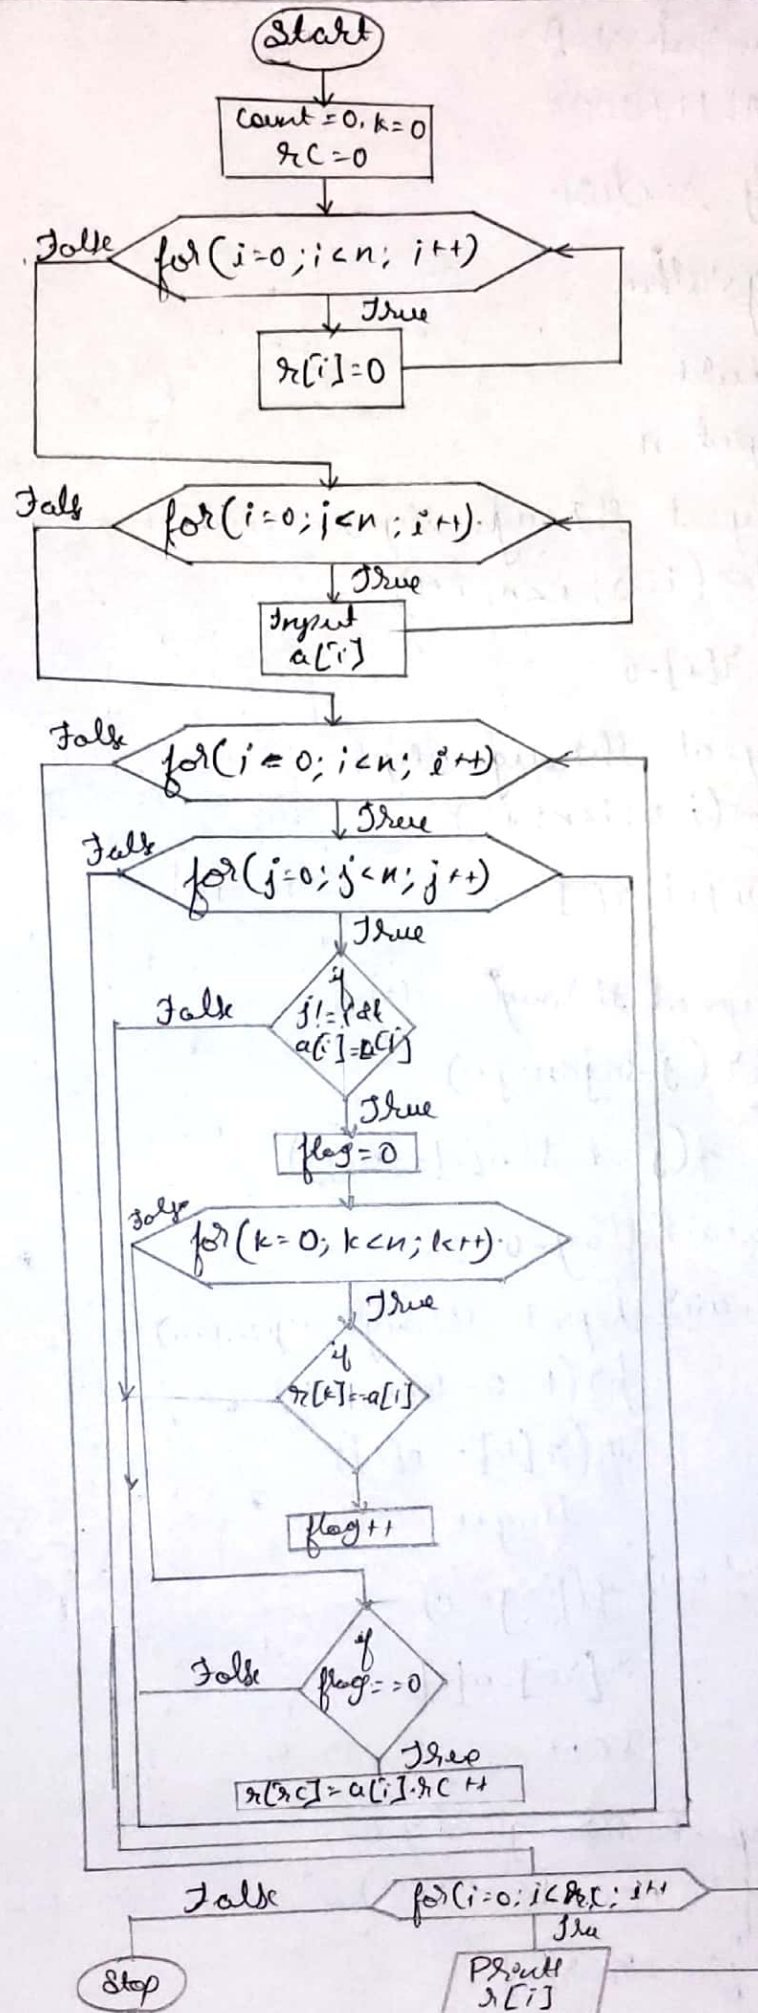 Start
Count=0, k=0
rC=0
False
for(i=0; i<n; i++)
True
r[i]=0
Fals
for(i=0; j<n; i++).
True
Input
a[i]
False
for(i=0; i<n; i++)
True
False
for(j=0; j<n; j++)
True
if
False
j!=i &&
a[i]=a[j]
True
flag=0
False
for(k=0; k<n; k++).
True
if
r[k]==a[i]
flag++
if
False
flag==0
True
r[rc]=a[i].rC++
False
for(i=0; i<rc; i++
Tru
Stop
Print
r[i]